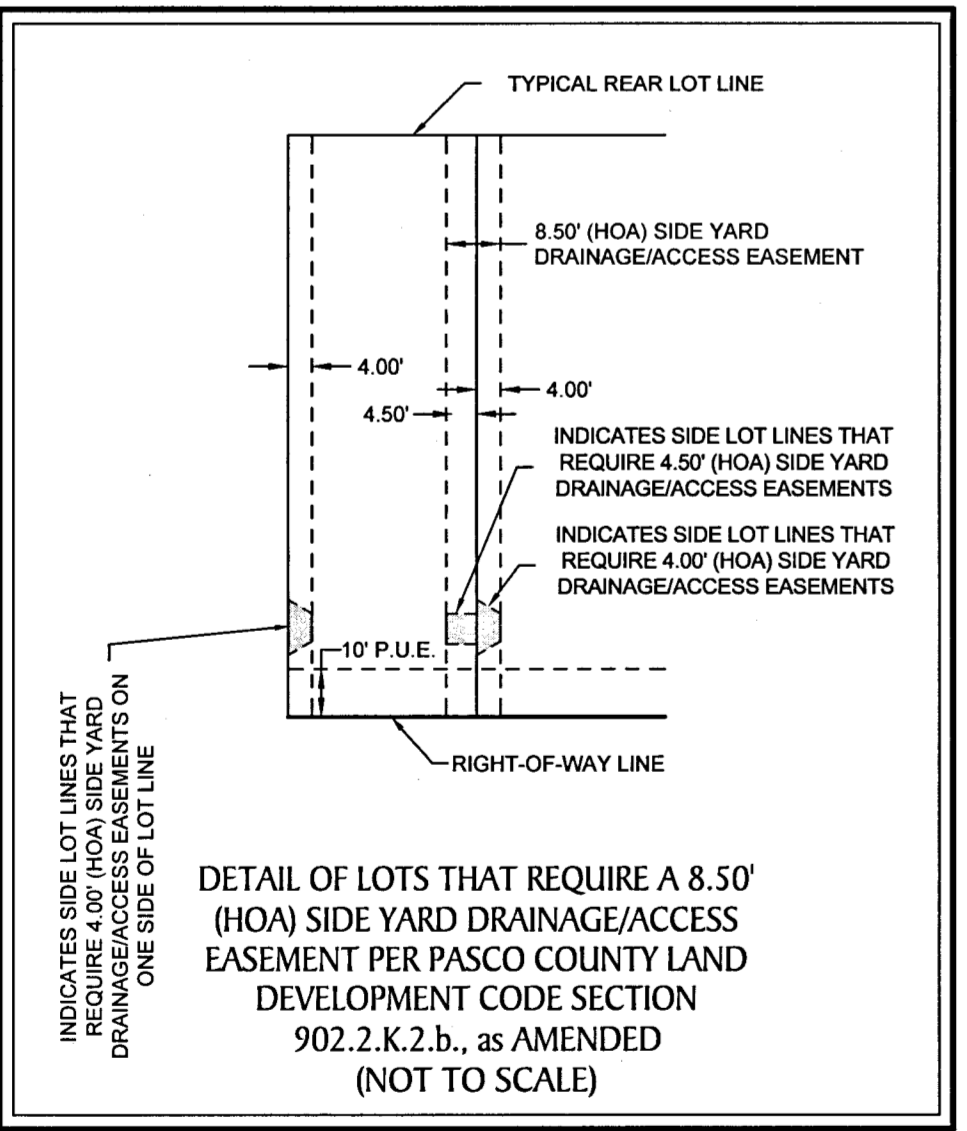 TYPICAL REAR LOT LINE
8.50' (HOA) SIDE YARD
DRAINAGE/ACCESS EASEMENT
4.00'
4.00'
4.50'
INDICATES SIDE LOT LINES THAT
REQUIRE 4.50' (HOA) SIDE YARD
DRAINAGE/ACCESS EASEMENTS
INDICATES SIDE LOT LINES THAT
REQUIRE 4.00' (HOA) SIDE YARD
DRAINAGE/ACCESS EASEMENTS
10' P.U.E.
RIGHT-OF-WAY LINE
INDICATES SIDE LOT LINES THAT
REQUIRE 4.00' (HOA) SIDE YARD
DRAINAGE/ACCESS EASEMENTS ON
ONE SIDE OF LOT LINE
DETAIL OF LOTS THAT REQUIRE A 8.50'
(HOA) SIDE YARD DRAINAGE/ACCESS
EASEMENT PER PASCO COUNTY LAND
DEVELOPMENT CODE SECTION
902.2.K.2.b., as AMENDED
(NOT TO SCALE)